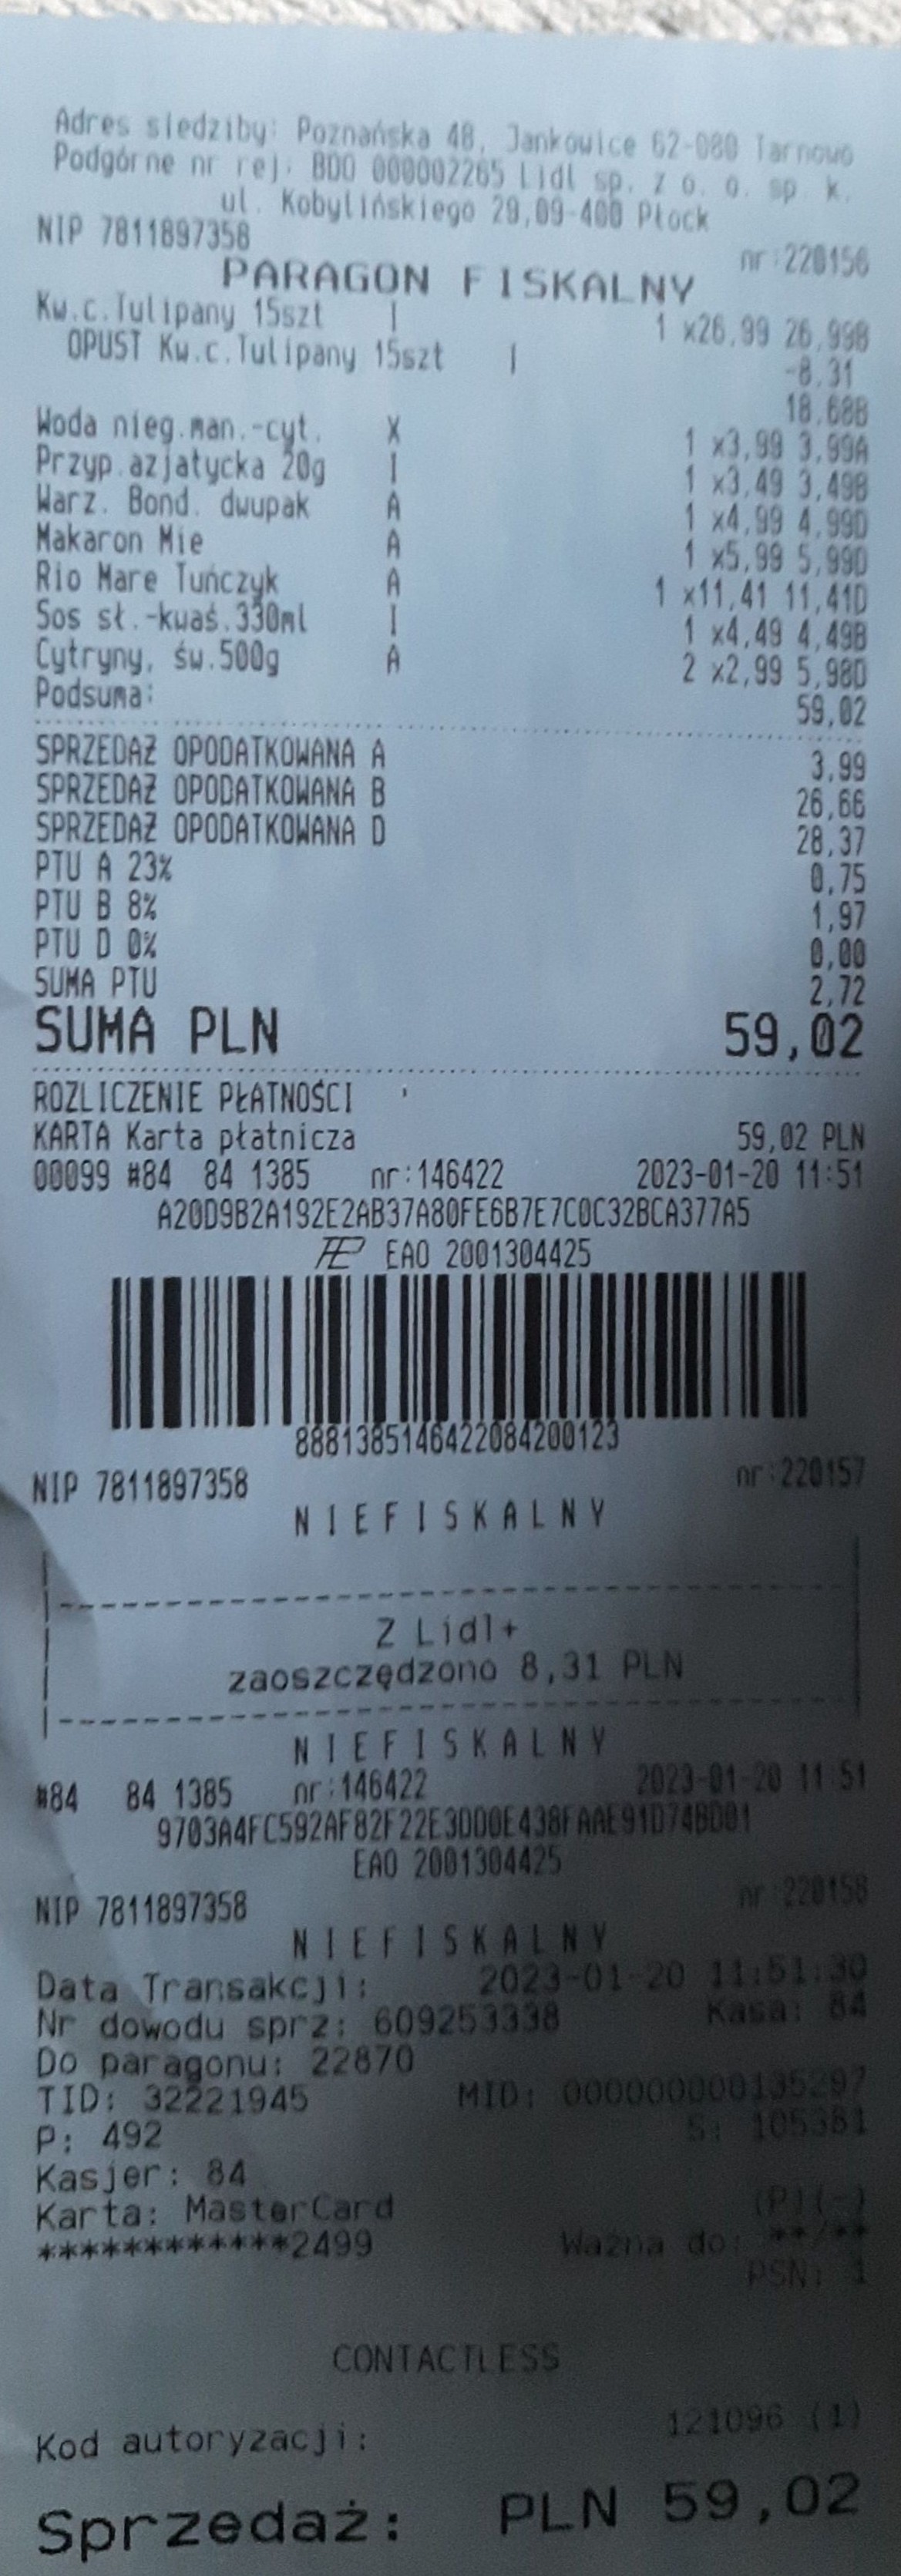 Adres siedziby: Poznańska 48, Jankowice 62-080 Tarnowo
Podgórne nr rej. BDO 000002265 Lidl sp. z o. o. sp. k.
ul. Kobylińskiego 29,09-400 Płock
NIP 7811897358 nr:220156
PARAGON FISKALNY
Kw.c.Tulipany 15szt I 1 x26,99 26,99B
OPUST Kw.c.Tulipany 15szt I -8,31
18,68B
Woda nieg.man.-cyt. X 1 x3,99 3,99A
Przyp.azjatycka 20g I 1 x3,49 3,49B
Warz. Bond. dwupak A 1 x4,99 4,99D
Makaron Mie A 1 x5,99 5,99D
Rio Mare Tuńczyk A 1 x11,41 11,41D
Sos sł.-kwaś.330ml I 1 x4,49 4,49B
Cytryny, św.500g A 2 x2,99 5,98D
Podsuma: 59,02
SPRZEDAŻ OPODATKOWANA A 3,99
SPRZEDAŻ OPODATKOWANA B 26,66
SPRZEDAŻ OPODATKOWANA D 28,37
PTU A 23% 0,75
PTU B 8% 1,97
PTU D 0% 0,00
SUMA PTU 2,72
SUMA PLN 59,02
ROZLICZENIE PŁATNOŚCI
KARTA Karta płatnicza 59,02 PLN
00099 #84 84 1385 nr:146422 2023-01-20 11:51
A20D9B2A192E2AB37A80FE6B7E7C0C32BCA377A5
EAO 2001304425
88813851464220842001​23
NIP 7811897358 nr:220157
NIEFISKALNY
Z Lidl+
zaoszczędzono 8,31 PLN
NIEFISKALNY
#84 84 1385 nr:146422 2023-01-20 11:51
9703A4FC592AF82F22E3DD0E438FAAE91D74BD01
EAO 2001304425
NIP 7811897358 nr:220158
NIEFISKALNY
Data Transakcji: 2023-01-20 11:51:30
Nr dowodu sprz: 609253338 Kasa: 84
Do paragonu: 22870
TID: 32221945 MID: 000000000135297
P: 492 S: 105381
Kasjer: 84
Karta: MasterCard (P)(-)
************2499 Ważna do: **/**
PSN: 1
CONTACTLESS
Kod autoryzacji: 121096 (1)
Sprzedaż: PLN 59,02